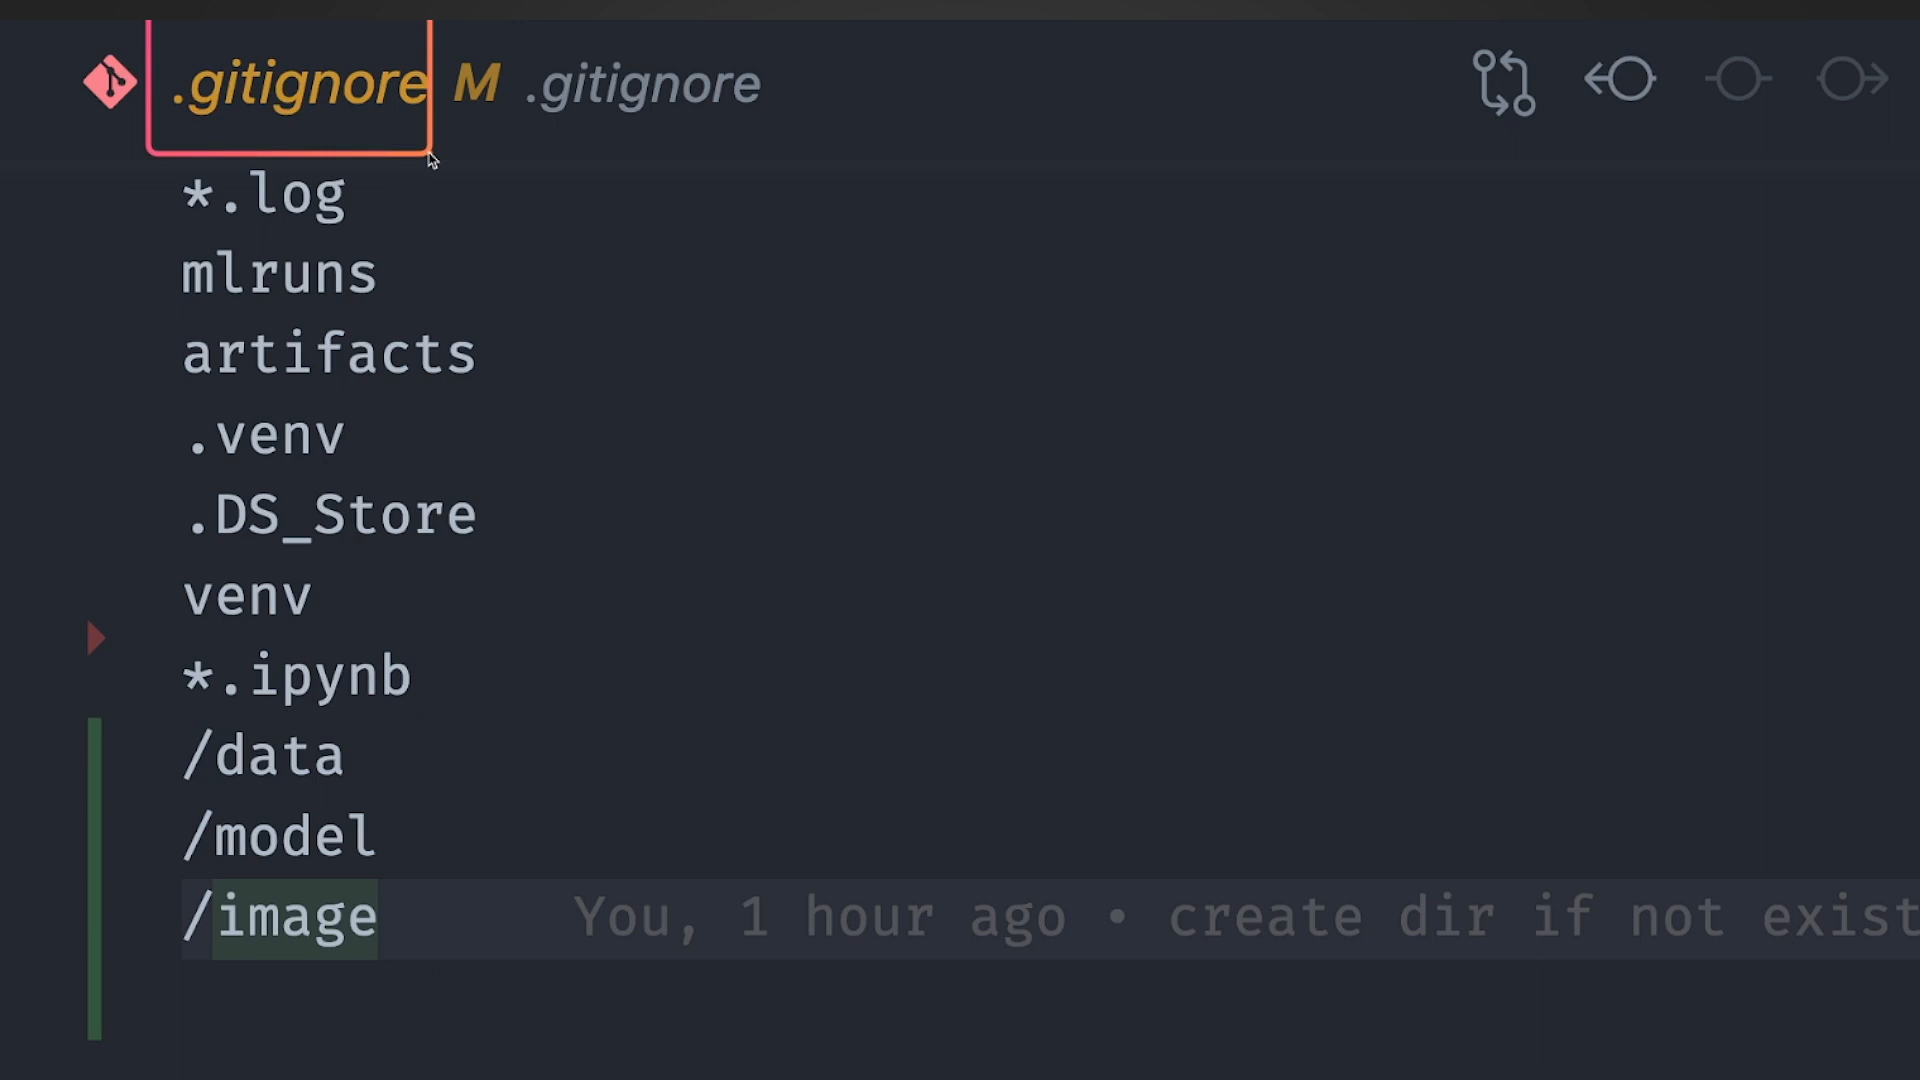 .gitignore M .gitignore
*.log
mlruns
artifacts
.venv
.DS_Store
venv
*.ipynb
/data
/model
/image You, 1 hour ago • create dir if not exist